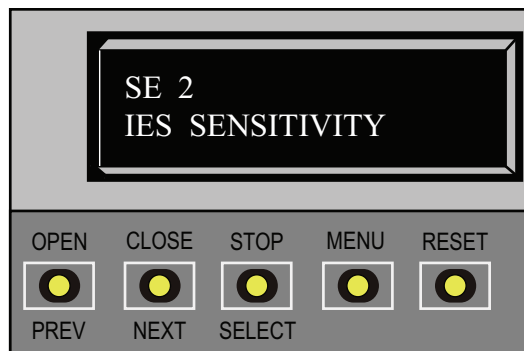 SE 2
IES SENSITIVITY
OPEN CLOSE STOP MENU RESET
PREV NEXT SELECT